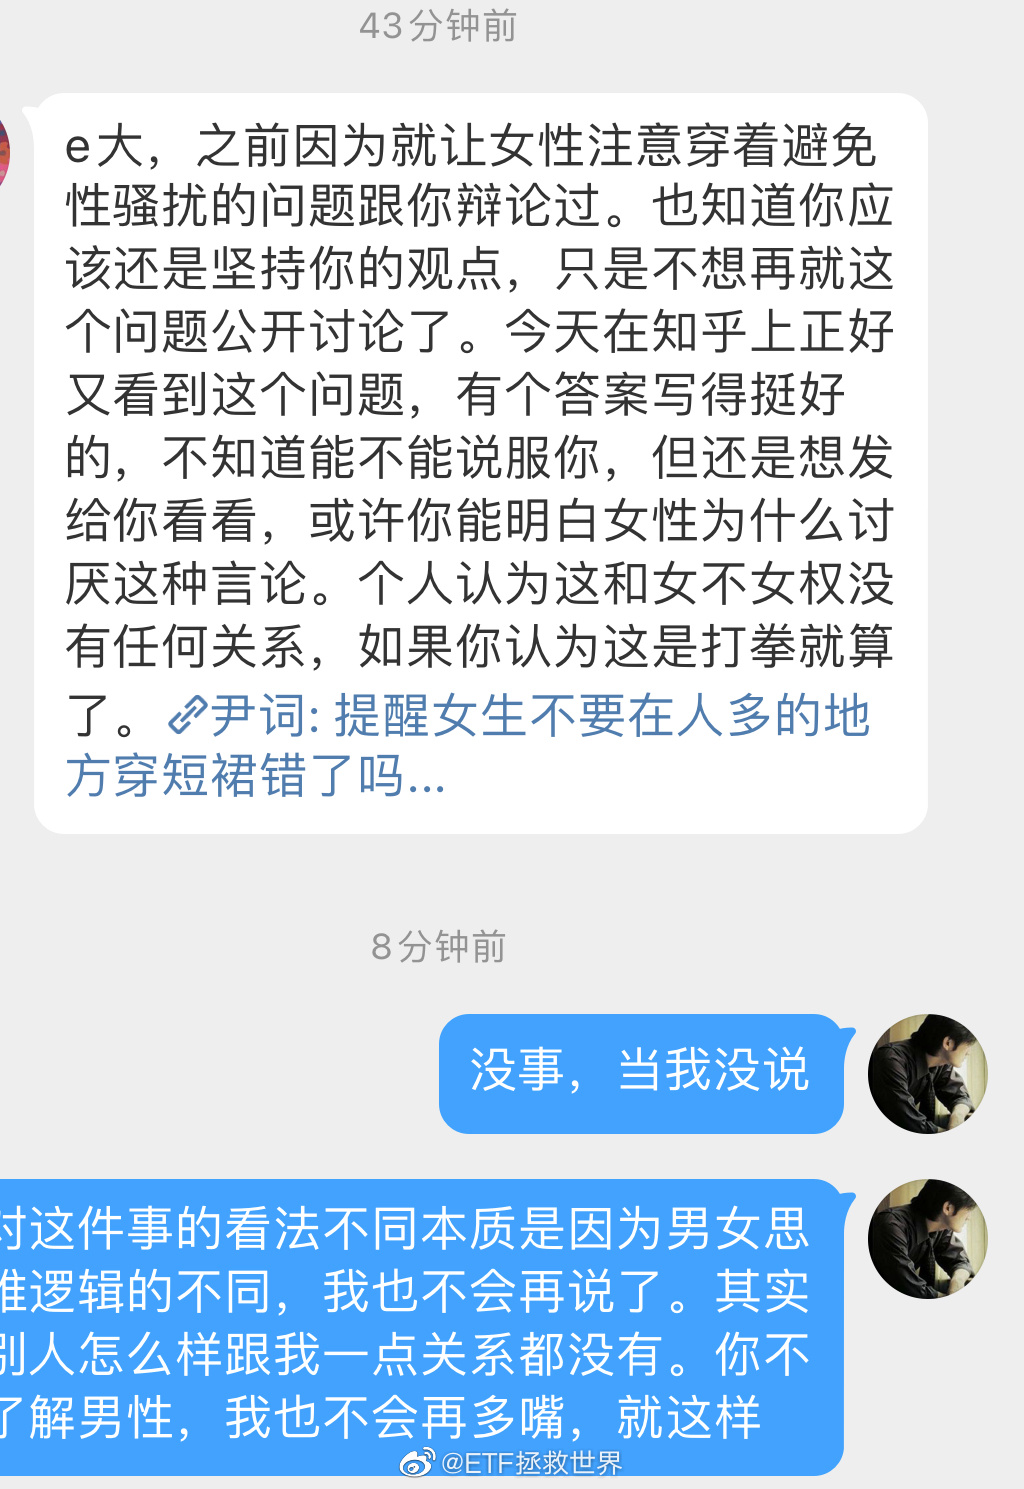 43分钟前
e大，之前因为就让女性注意穿着避免
性骚扰的问题跟你辩论过。也知道你应
该还是坚持你的观点，只是不想再就这
个问题公开讨论了。今天在知乎上正好
又看到这个问题，有个答案写得挺好
的，不知道能不能说服你，但还是想发
给你看看，或许你能明白女性为什么讨
厌这种言论。个人认为这和女不女权没
有任何关系，如果你认为这是打拳就算
了。尹词: 提醒女生不要在人多的地
方穿短裙错了吗...
8分钟前
没事，当我没说
对这件事的看法不同本质是因为男女思
维逻辑的不同，我也不会再说了。其实
别人怎么样跟我一点关系都没有。你不
了解男性，我也不会再多嘴，就这样
@ETF拯救世界